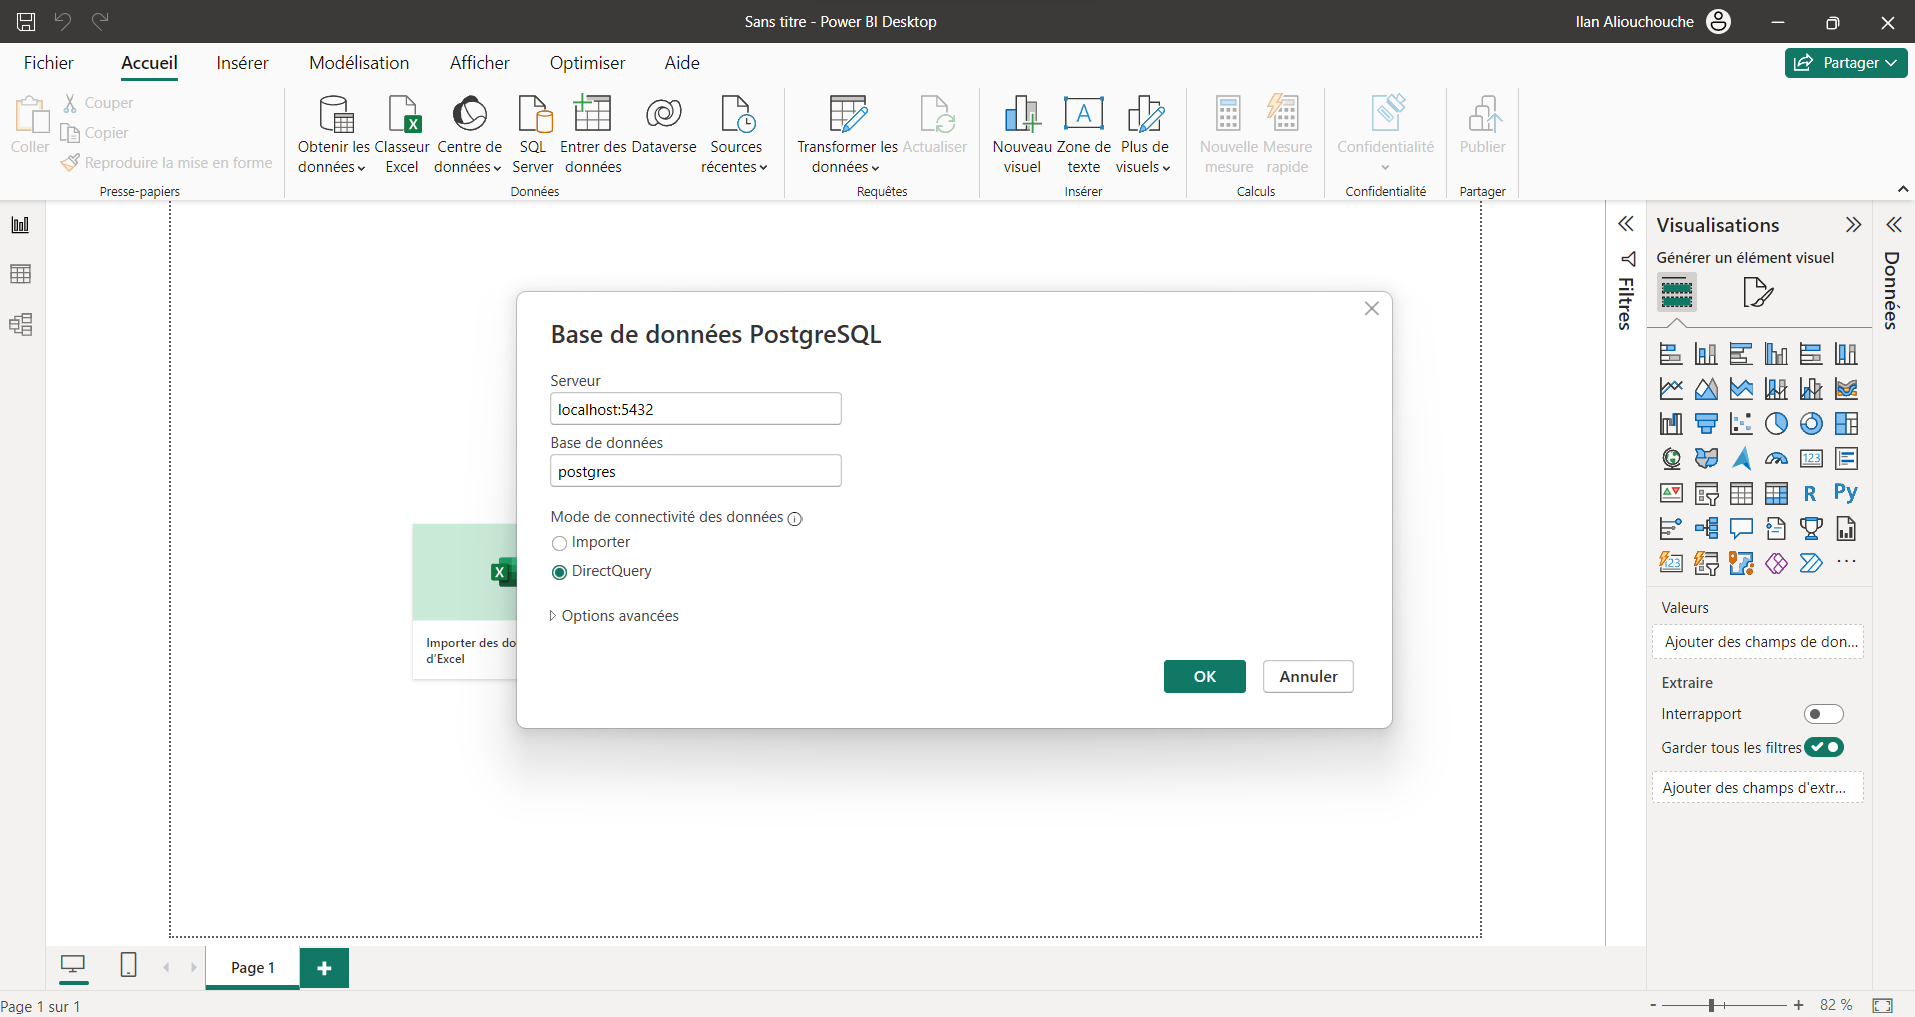 Sans titre - Power BI Desktop
Ilan Aliouchouche
Fichier
Accueil
Insérer
Modélisation
Afficher
Optimiser
Aide
Partager
Coller
Couper
Copier
Reproduire la mise en forme
Presse-papiers
Obtenir les données
Classeur Excel
Centre de données
SQL Server
Entrer des données
Dataverse
Sources récentes
Données
Transformer les données
Actualiser
Requêtes
Nouveau visuel
Zone de texte
Plus de visuels
Insérer
Nouvelle mesure
Mesure rapide
Calculs
Confidentialité
Confidentialité
Publier
Partager
Base de données PostgreSQL
Serveur
localhost:5432
Base de données
postgres
Mode de connectivité des données
Importer
DirectQuery
Options avancées
OK
Annuler
Importer des do
d'Excel
Filtres
Visualisations
Générer un élément visuel
123
R
Py
123
Valeurs
Ajouter des champs de don...
Extraire
Interrapport
Garder tous les filtres
Ajouter des champs d'extr...
Données
Page 1
Page 1 sur 1
- + 82 %